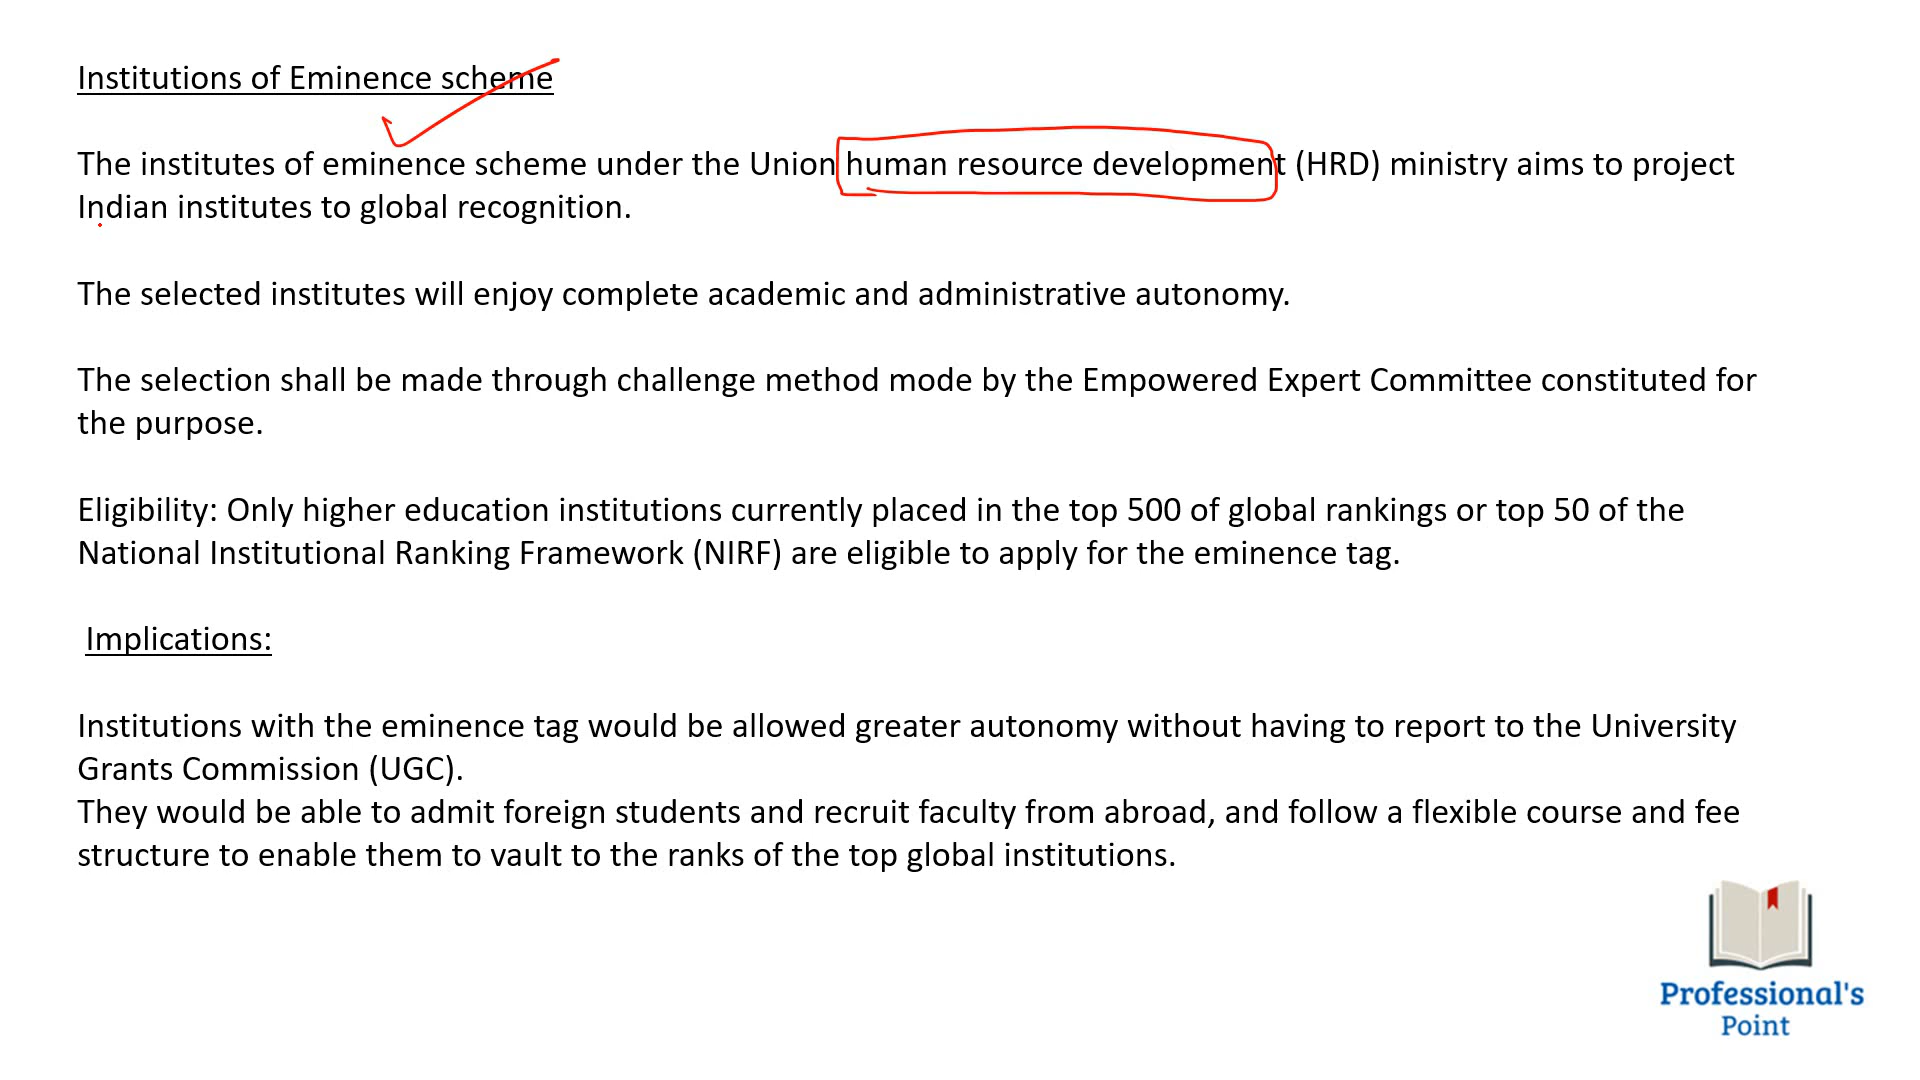 Institutions of Eminence scheme
The institutes of eminence scheme under the Union human resource development (HRD) ministry aims to project
Indian institutes to global recognition.
The selected institutes will enjoy complete academic and administrative autonomy.
The selection shall be made through challenge method mode by the Empowered Expert Committee constituted for
the purpose.
Eligibility: Only higher education institutions currently placed in the top 500 of global rankings or top 50 of the
National Institutional Ranking Framework (NIRF) are eligible to apply for the eminence tag.
Implications:
Institutions with the eminence tag would be allowed greater autonomy without having to report to the University
Grants Commission (UGC).
They would be able to admit foreign students and recruit faculty from abroad, and follow a flexible course and fee
structure to enable them to vault to the ranks of the top global institutions.
Professional's
Point